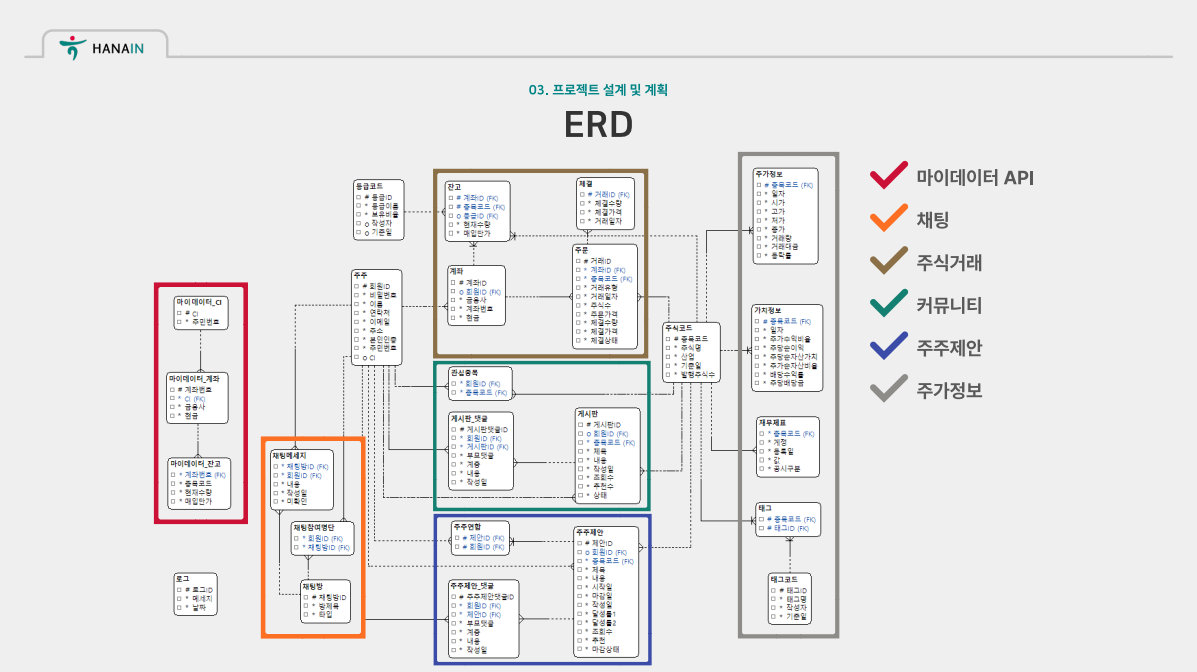 HANAIN
03. 프로젝트 설계 및 계획
ERD
등급코드
# 등급ID
* 등급이름
* 보유비율
o 작성자
o 기준일
잔고
# 계좌ID (FK)
# 종목코드 (FK)
o 등급ID (FK)
* 현재수량
* 매입단가
체결
# 거래ID (FK)
* 체결수량
* 체결가격
* 거래일자
주주
# 회원ID
* 비밀번호
* 이름
* 연락처
* 이메일
* 주소
* 본인인증
* 주민번호
o CI
계좌
# 계좌ID
o 회원ID (FK)
* 금융사
* 계좌번호
* 현금
주문
# 거래ID
* 계좌ID (FK)
* 종목코드 (FK)
* 거래유형
* 거래일자
* 주식수
* 주문가격
* 체결수량
* 체결가격
* 체결상태
마이데이터_CI
# CI
* 주민번호
마이데이터_계좌
# 계좌번호
* CI (FK)
* 금융사
* 현금
마이데이터_잔고
* 계좌번호 (FK)
* 종목코드
* 현재수량
* 매입단가
로그
# 로그ID
* 메세지
* 날짜
채팅메세지
* 채팅방ID (FK)
* 회원ID (FK)
* 내용
* 작성일
* 미확인
채팅참여명단
* 회원ID (FK)
* 채팅방ID (FK)
채팅방
# 채팅방ID
* 방제목
* 타입
관심종목
* 회원ID (FK)
* 종목코드 (FK)
게시판_댓글
# 게시판댓글ID
* 회원ID (FK)
* 게시판ID (FK)
* 부모댓글
* 계층
* 내용
* 작성일
게시판
# 게시판ID
o 회원ID (FK)
* 종목코드 (FK)
* 제목
* 내용
* 작성일
* 조회수
* 추천수
* 상태
주주연합
# 제안ID (FK)
# 회원ID (FK)
주주제안_댓글
# 주주제안댓글ID
* 회원ID (FK)
* 제안ID (FK)
* 부모댓글
* 계층
* 내용
* 작성일
주주제안
# 제안ID
o 회원ID (FK)
* 종목코드 (FK)
* 제목
* 내용
* 시작일
* 마감일
* 작성일
* 달성률1
* 달성률2
* 조회수
* 추천
* 마감상태
주식코드
# 종목코드
* 주식명
* 산업
* 기준일
* 발행주식수
주가정보
# 종목코드 (FK)
* 일자
* 시가
* 고가
* 저가
* 종가
* 거래량
* 거래대금
* 등락률
가치정보
# 종목코드 (FK)
* 일자
* 주가수익비율
* 주당순이익
* 주당순자산가치
* 주가순자산비율
* 배당수익률
* 주당배당금
재무제표
* 종목코드 (FK)
* 계정
* 등록일
* 값
* 공시구분
태그
# 종목코드 (FK)
# 태그ID (FK)
태그코드
# 태그ID
* 태그명
* 작성자
* 기준일
마이데이터 API
채팅
주식거래
커뮤니티
주주제안
주가정보